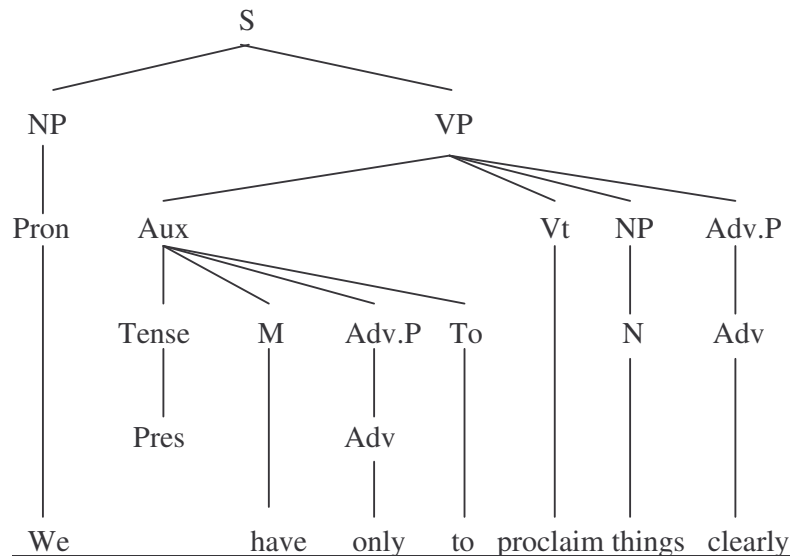 S
NP VP
Pron Aux Vt NP Adv.P
Tense M Adv.P To N Adv
Pres Adv
We have only to proclaim things clearly